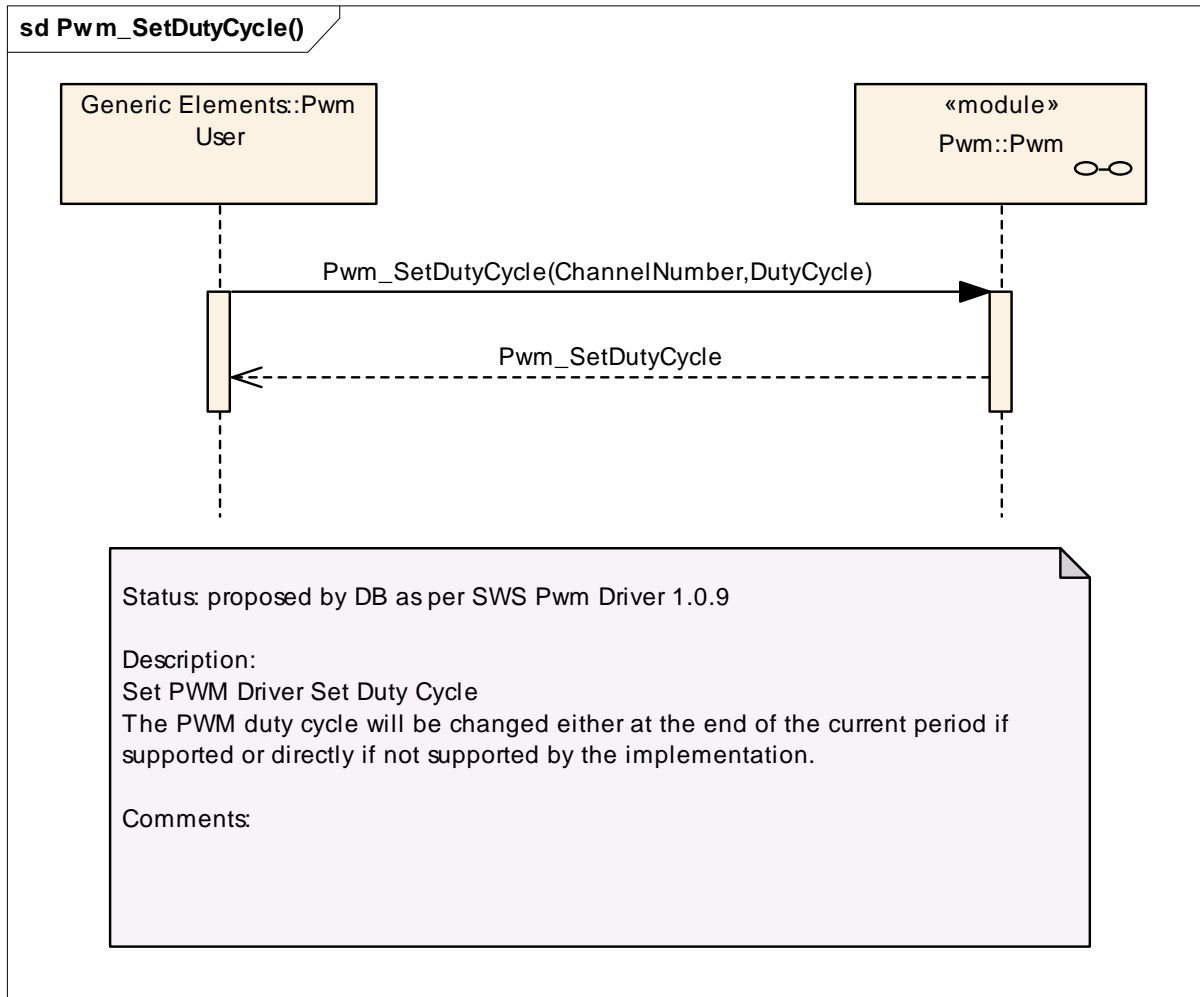 sd Pwm_SetDutyCycle()
Generic Elements::Pwm
User
«module»
Pwm::Pwm
Pwm_SetDutyCycle(ChannelNumber,DutyCycle)
Pwm_SetDutyCycle
Status: proposed by DB as per SWS Pwm Driver 1.0.9
Description:
Set PWM Driver Set Duty Cycle
The PWM duty cycle will be changed either at the end of the current period if
supported or directly if not supported by the implementation.
Comments: